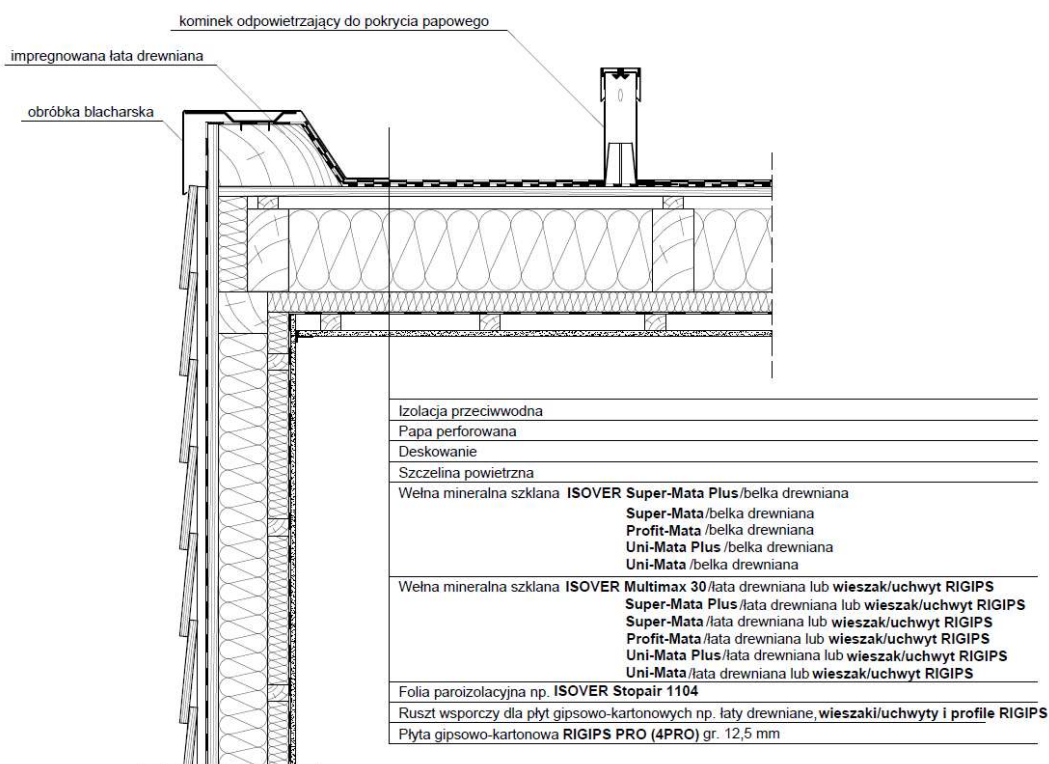 kominek odpowietrzający do pokrycia papowego
impregnowana łata drewniana
obróbka blacharska
Izolacja przeciwwodna
Papa perforowana
Deskowanie
Szczelina powietrzna
Wełna mineralna szklana ISOVER Super-Mata Plus/belka drewniana
Super-Mata/belka drewniana
Profit-Mata/belka drewniana
Uni-Mata Plus/belka drewniana
Uni-Mata/belka drewniana
Wełna mineralna szklana ISOVER Multimax 30/łata drewniana lub wieszak/uchwyt RIGIPS
Super-Mata Plus/łata drewniana lub wieszak/uchwyt RIGIPS
Super-Mata/łata drewniana lub wieszak/uchwyt RIGIPS
Profit-Mata/łata drewniana lub wieszak/uchwyt RIGIPS
Uni-Mata Plus/łata drewniana lub wieszak/uchwyt RIGIPS
Uni-Mata/łata drewniana lub wieszak/uchwyt RIGIPS
Folia paroizolacyjna np. ISOVER Stopair 1104
Ruszt wsporczy dla płyt gipsowo-kartonowych np. łaty drewniane, wieszaki/uchwyty i profile RIGIPS
Płyta gipsowo-kartonowa RIGIPS PRO (4PRO) gr. 12,5 mm